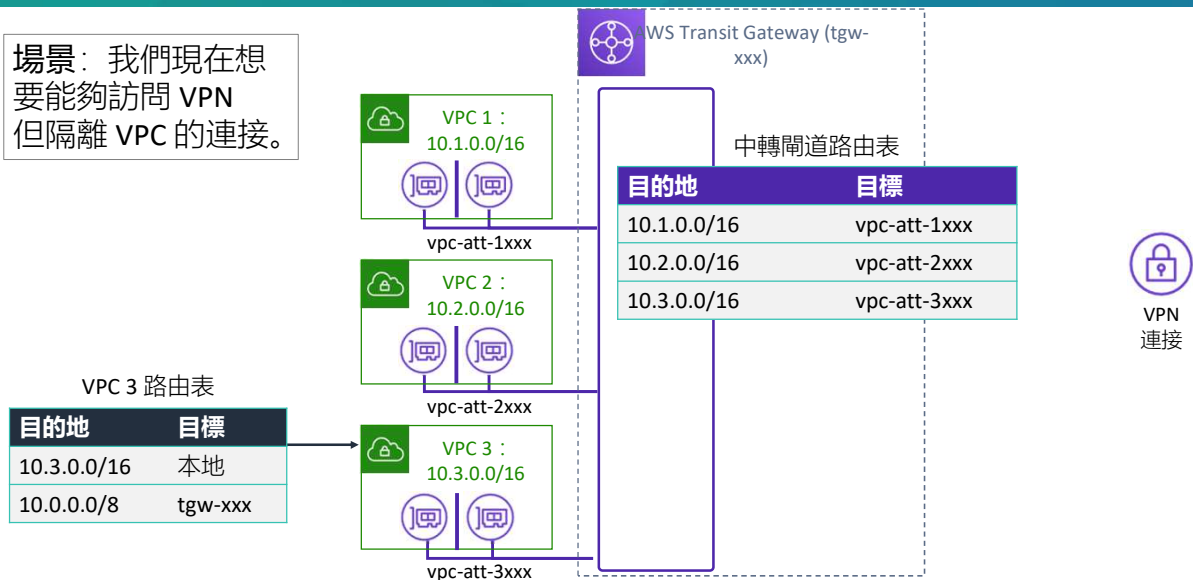 場景：我們現在想
要能夠訪問 VPN
但隔離 VPC 的連接。
AWS Transit Gateway (tgw-
xxx)
VPC 1：
10.1.0.0/16
vpc-att-1xxx
中轉閘道路由表
目的地 目標
10.1.0.0/16 vpc-att-1xxx
10.2.0.0/16 vpc-att-2xxx
10.3.0.0/16 vpc-att-3xxx
VPC 2：
10.2.0.0/16
vpc-att-2xxx
VPN
連接
VPC 3 路由表
目的地 目標
10.3.0.0/16 本地
10.0.0.0/8 tgw-xxx
VPC 3：
10.3.0.0/16
vpc-att-3xxx